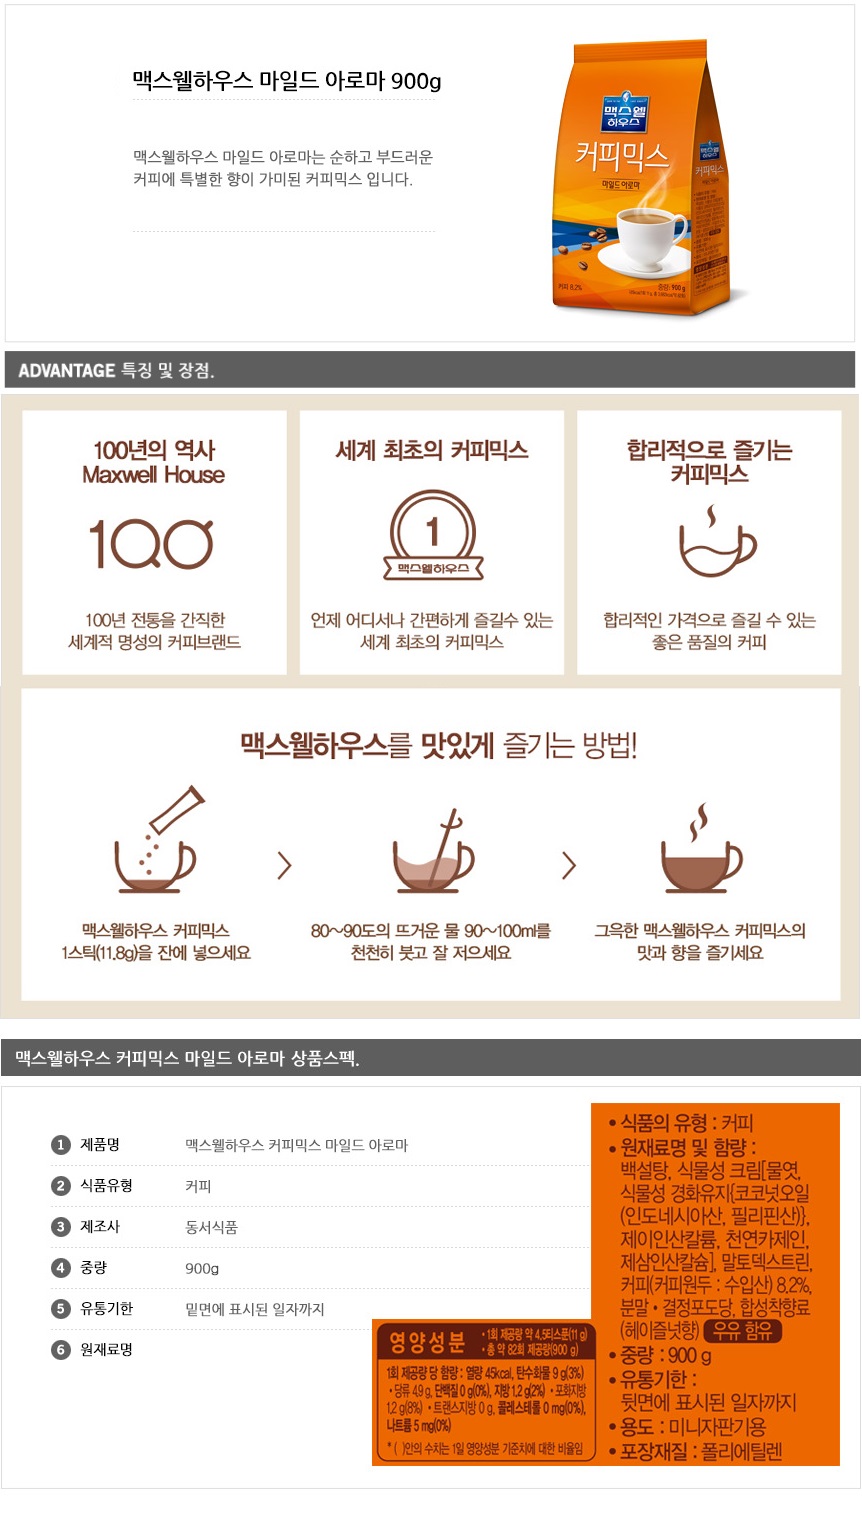 맥스웰하우스 마일드 아로마 900g
맥스웰하우스 마일드 아로마는 순하고 부드러운
커피에 특별한 향이 가미된 커피믹스 입니다.
맥스웰
하우스
커피믹스
마일드 아로마
커피 8.2%
중량: 900 g
맥스웰
하우스
커피믹스
ADVANTAGE 특징 및 장점.
100년의 역사
Maxwell House
100
100년 전통을 간직한
세계적 명성의 커피브랜드
세계 최초의 커피믹스
1
맥스웰하우스
언제 어디서나 간편하게 즐길수 있는
세계 최초의 커피믹스
합리적으로 즐기는
커피믹스
합리적인 가격으로 즐길 수 있는
좋은 품질의 커피
맥스웰하우스를 맛있게 즐기는 방법!
맥스웰하우스 커피믹스
1스틱(11.8g)을 잔에 넣으세요
80~90도의 뜨거운 물 90~100ml를
천천히 붓고 잘 저으세요
그윽한 맥스웰하우스 커피믹스의
맛과 향을 즐기세요
맥스웰하우스 커피믹스 마일드 아로마 상품스펙.
1 제품명 맥스웰하우스 커피믹스 마일드 아로마
2 식품유형 커피
3 제조사 동서식품
4 중량 900g
5 유통기한 밑면에 표시된 일자까지
6 원재료명
영양성분
• 1회 제공량 약 4.5티스푼(11 g)
• 총 약 82회 제공량(900 g)
1회 제공량 당 함량 : 열량 45kcal, 탄수화물 9 g(3%)
• 당류 4.9 g, 단백질 0 g(0%), 지방 1.2 g(2%) • 포화지방
1.2 g(8%) • 트랜스지방 0 g, 콜레스테롤 0 mg(0%),
나트륨 5 mg(0%)
* ( )안의 수치는 1일 영양성분 기준치에 대한 비율임
• 식품의 유형 : 커피
• 원재료명 및 함량 :
백설탕, 식물성 크림[물엿,
식물성 경화유지{코코넛오일
(인도네시아산, 필리핀산)},
제이인산칼륨, 천연카제인,
제삼인산칼슘], 말토덱스트린,
커피(커피원두 : 수입산) 8.2%,
분말 • 결정포도당, 합성착향료
(헤이즐넛향) 우유 함유
• 중량 : 900 g
• 유통기한 :
뒷면에 표시된 일자까지
• 용도 : 미니자판기용
• 포장재질 : 폴리에틸렌